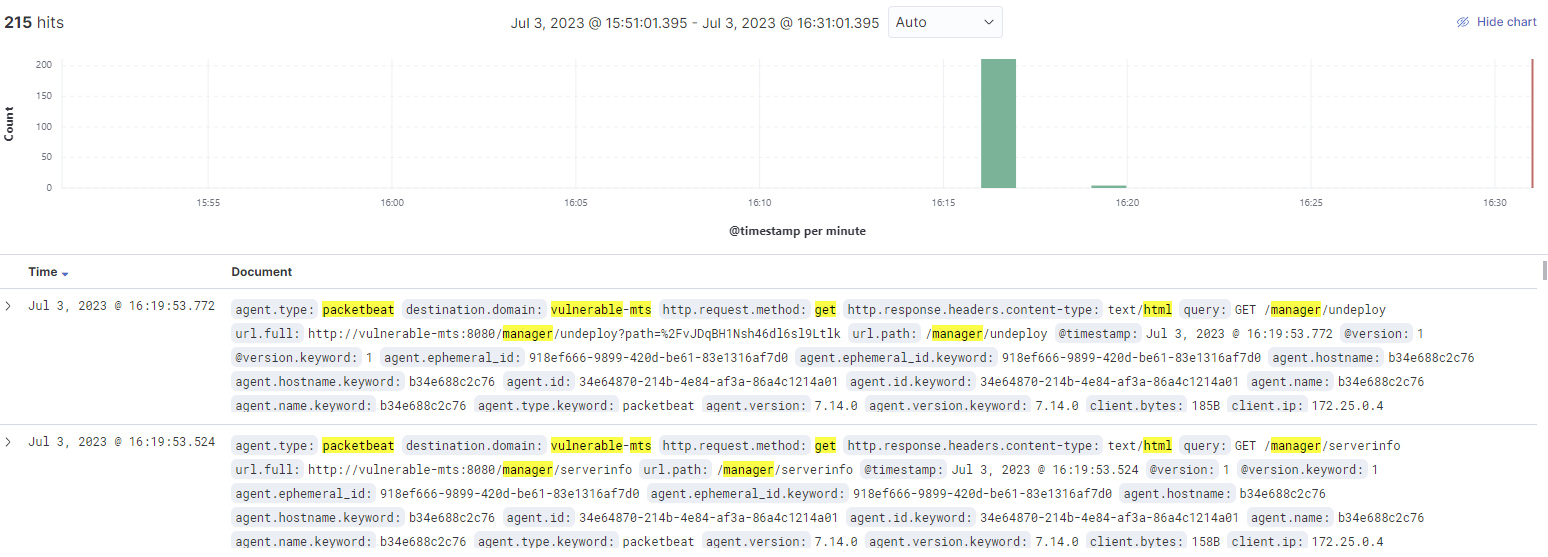 215 hits
Jul 3, 2023 @ 15:51:01.395 - Jul 3, 2023 @ 16:31:01.395
Auto
Hide chart
200
150
100
50
0
Count
15:55 16:00 16:05 16:10 16:15 16:20 16:25 16:30
@timestamp per minute
Time Document
Jul 3, 2023 @ 16:19:53.772
agent.type: packetbeat destination.domain: vulnerable-mts http.request.method: get http.response.headers.content-type: text/html query: GET /manager/undeploy
url.full: http://vulnerable-mts:8080/manager/undeploy?path=%2FvJDqBH1Nsh46dl6sl9Ltlk url.path: /manager/undeploy @timestamp: Jul 3, 2023 @ 16:19:53.772 @version: 1
@version.keyword: 1 agent.ephemeral_id: 918ef666-9899-420d-be61-83e1316af7d0 agent.ephemeral_id.keyword: 918ef666-9899-420d-be61-83e1316af7d0 agent.hostname: b34e688c2c76
agent.hostname.keyword: b34e688c2c76 agent.id: 34e64870-214b-4e84-af3a-86a4c1214a01 agent.id.keyword: 34e64870-214b-4e84-af3a-86a4c1214a01 agent.name: b34e688c2c76
agent.name.keyword: b34e688c2c76 agent.type.keyword: packetbeat agent.version: 7.14.0 agent.version.keyword: 7.14.0 client.bytes: 185B client.ip: 172.25.0.4
Jul 3, 2023 @ 16:19:53.524
agent.type: packetbeat destination.domain: vulnerable-mts http.request.method: get http.response.headers.content-type: text/html query: GET /manager/serverinfo
url.full: http://vulnerable-mts:8080/manager/serverinfo url.path: /manager/serverinfo @timestamp: Jul 3, 2023 @ 16:19:53.524 @version: 1 @version.keyword: 1
agent.ephemeral_id: 918ef666-9899-420d-be61-83e1316af7d0 agent.ephemeral_id.keyword: 918ef666-9899-420d-be61-83e1316af7d0 agent.hostname: b34e688c2c76
agent.hostname.keyword: b34e688c2c76 agent.id: 34e64870-214b-4e84-af3a-86a4c1214a01 agent.id.keyword: 34e64870-214b-4e84-af3a-86a4c1214a01 agent.name: b34e688c2c76
agent.name.keyword: b34e688c2c76 agent.type.keyword: packetbeat agent.version: 7.14.0 agent.version.keyword: 7.14.0 client.bytes: 158B client.ip: 172.25.0.4